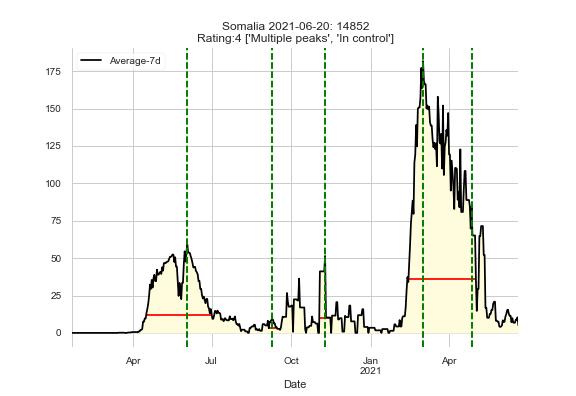 Somalia 2021-06-20: 14852
Rating:4 ['Multiple peaks', 'In control']
Average-7d
175
150
125
100
75
50
25
0
Apr Jul Oct Jan Apr
2021
Date